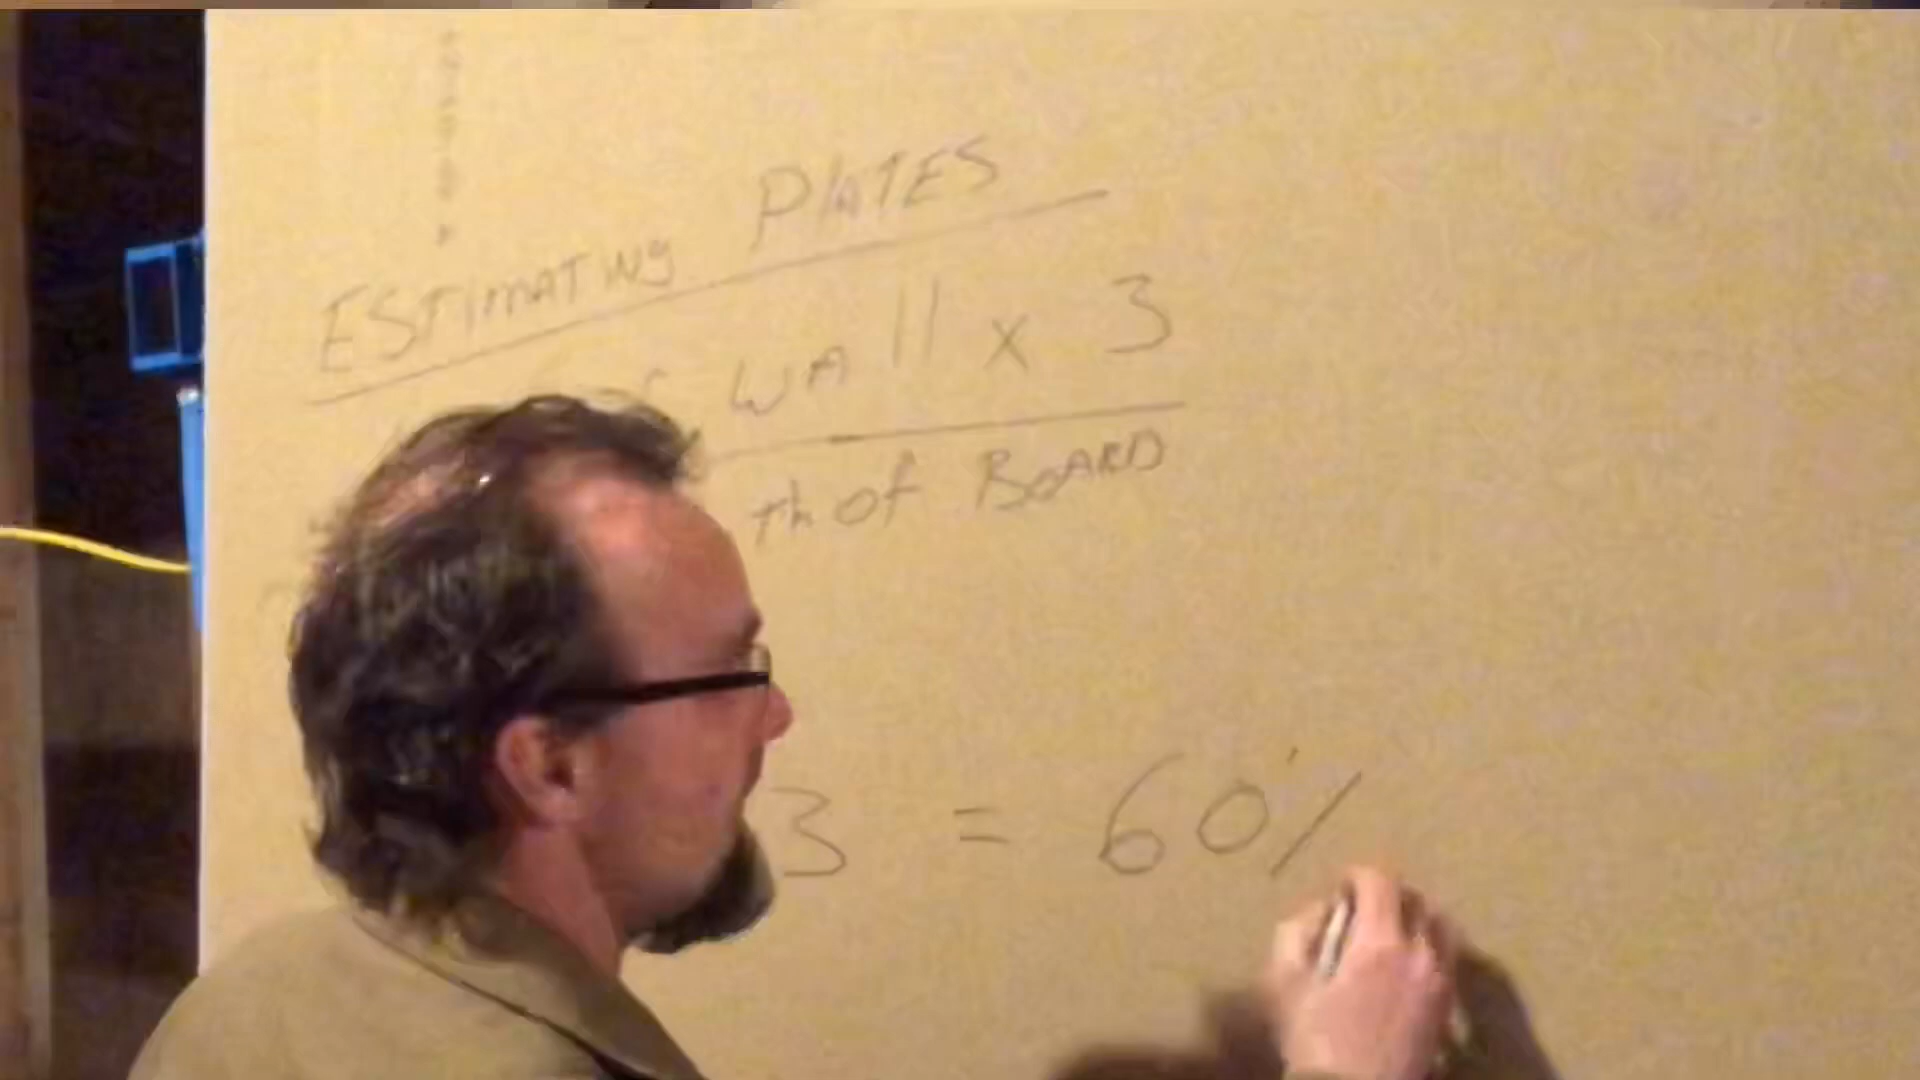 ESTIMATING PLATES
WALL x 3
th of BOARD
3 = 60'/